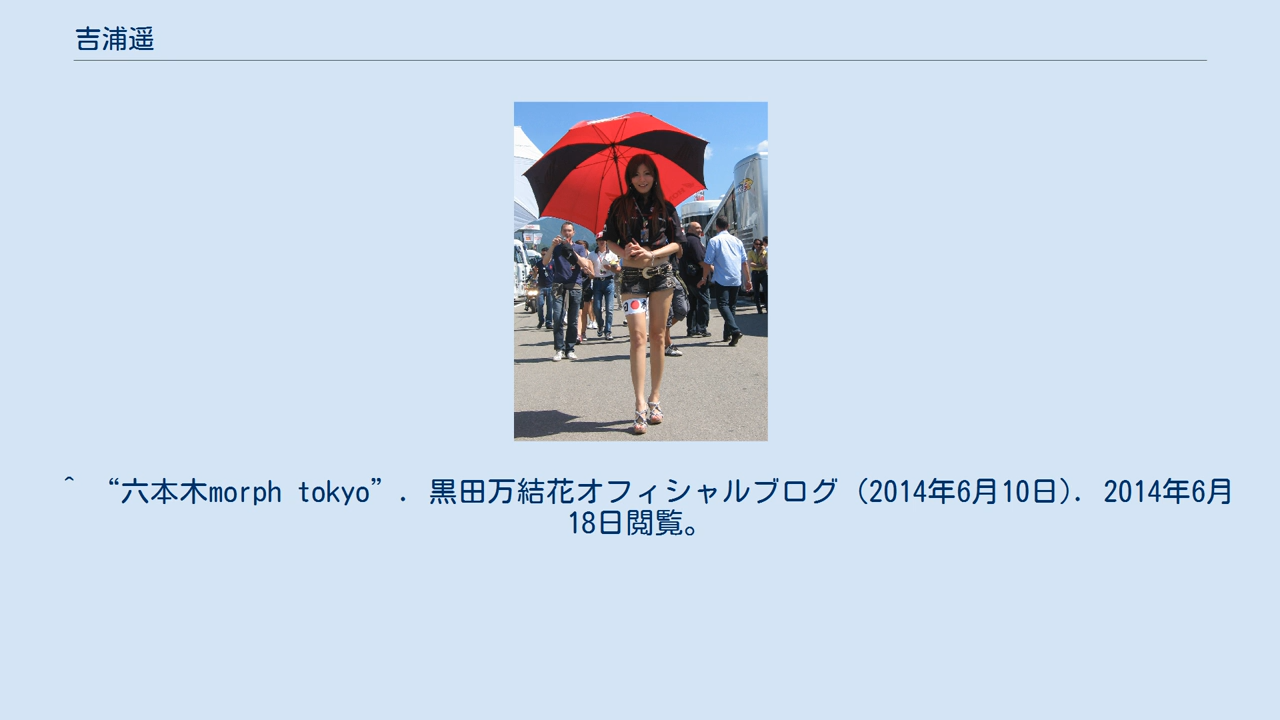 吉浦遥
^ “六本木morph tokyo”. 黒田万結花オフィシャルブログ (2014年6月10日). 2014年6月
18日閲覧。